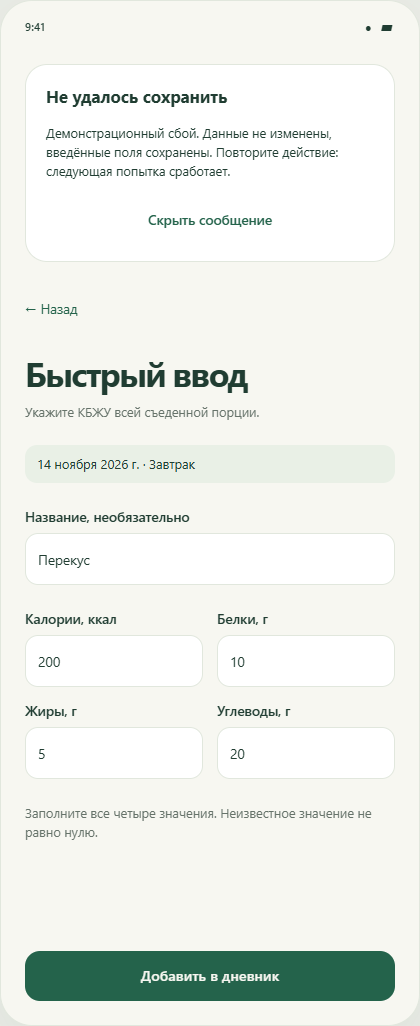 9:41
Не удалось сохранить
Демонстрационный сбой. Данные не изменены,
введённые поля сохранены. Повторите действие:
следующая попытка сработает.
Скрыть сообщение
← Назад
Быстрый ввод
Укажите КБЖУ всей съеденной порции.
14 ноября 2026 г. · Завтрак
Название, необязательно
Перекус
Калории, ккал
Белки, г
200
10
Жиры, г
Углеводы, г
5
20
Заполните все четыре значения. Неизвестное значение не
равно нулю.
Добавить в дневник